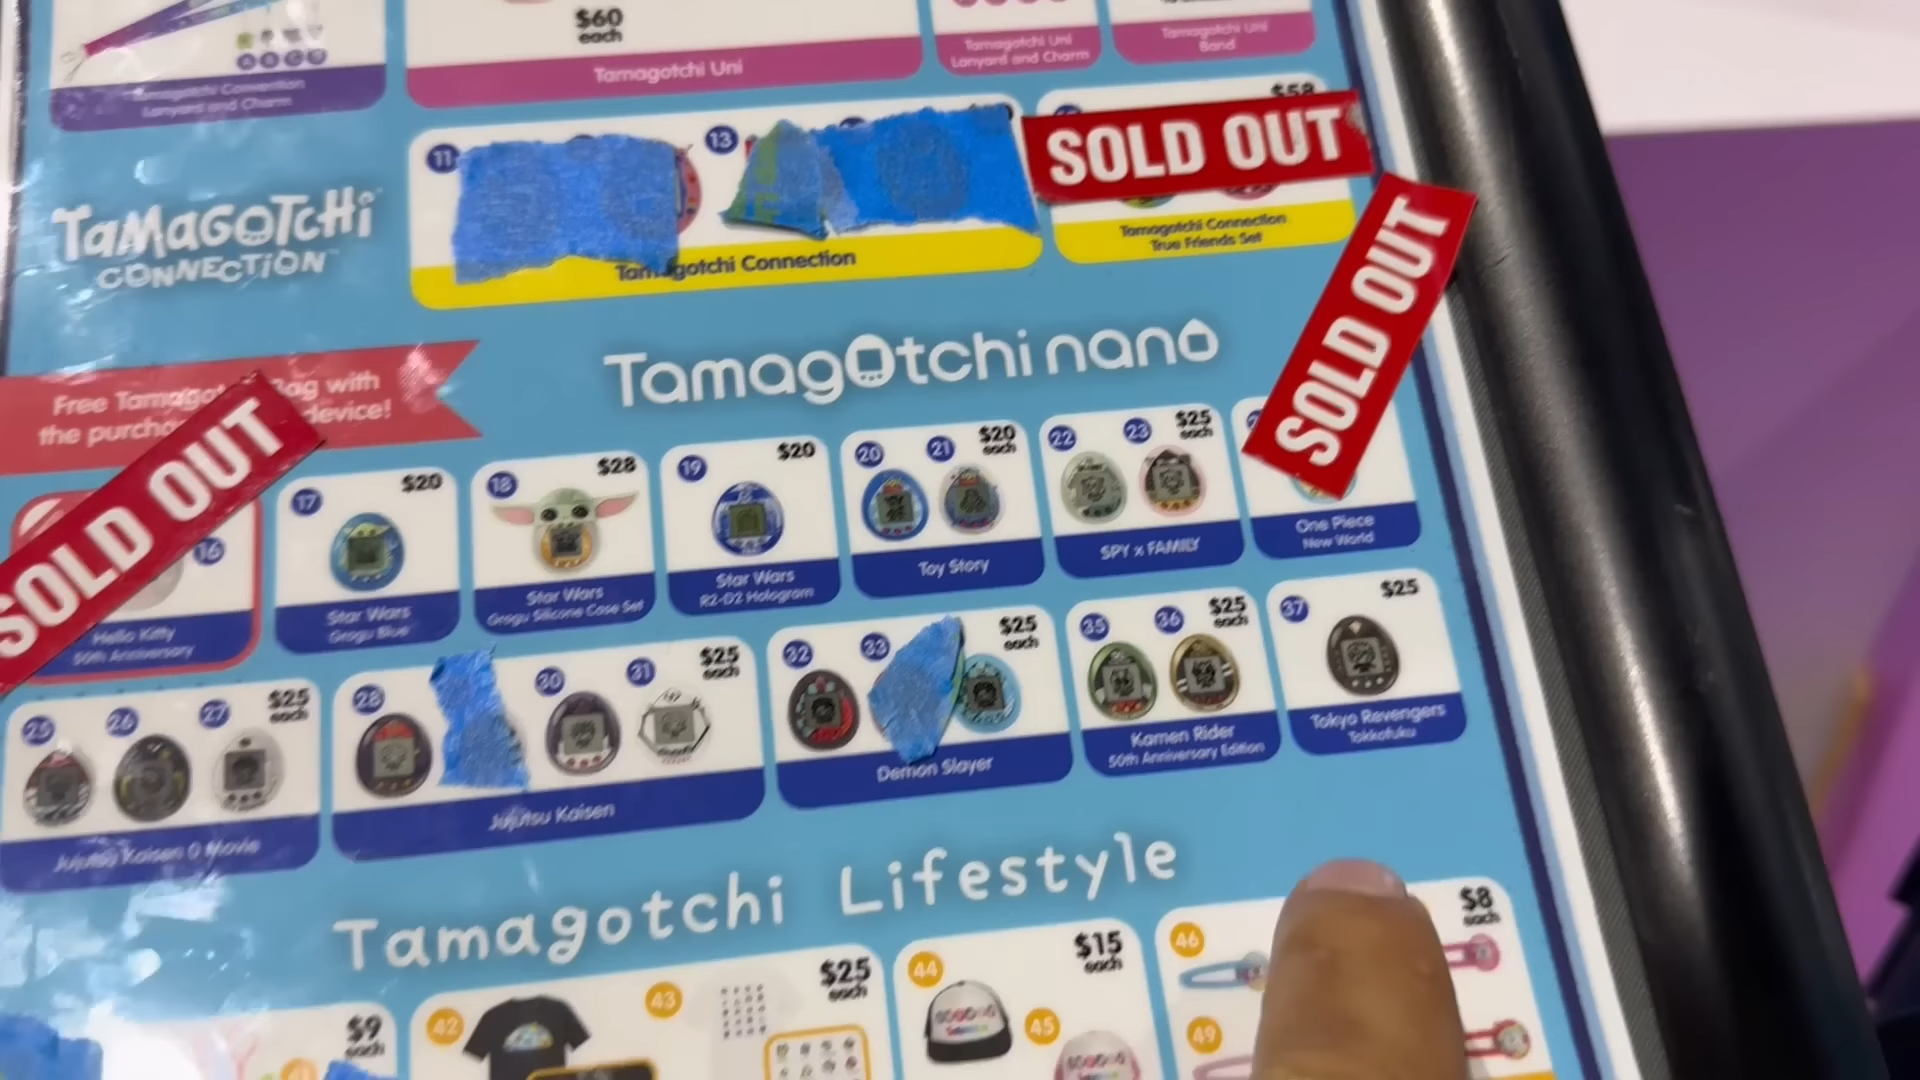 $60
each
A B C D
Tamagotchi Convention
Lanyard and Charm
Tamagotchi Uni
Tamagotchi Uni
Lanyard and Charm
Tamagotchi Uni
Band
TaMaGoTCHi
CONNECTION
11
13
Tam gotchi Connection
$58
SOLD OUT
Tamagotchi Connection
True Friends Set
Free Tamagot Bag with
the purcha device!
Tamagotchi nano
SOLD OUT
16
Hello Kitty
50th Anniversary
17
$20
Star Wars
Grogu Blue
18
$28
Star Wars
Grogu Silicone Case Set
19
$20
Star Wars
R2-D2 Hologram
20
21
$20
each
Toy Story
22
23
$25
each
SPY x FAMILY
SOLD OUT
One Piece
New World
25
26
27
$25
each
Jujutsu Kaisen 0 Movie
28
30
31
$25
each
Jujutsu Kaisen
32
33
$25
each
Demon Slayer
35
36
$25
each
Kamen Rider
50th Anniversary Edition
37
$25
Tokyo Revengers
Tokkofuku
Tamagotchi Lifestyle
$9
each
41
42
43
$25
each
44
45
$15
each
46
49
$8
each